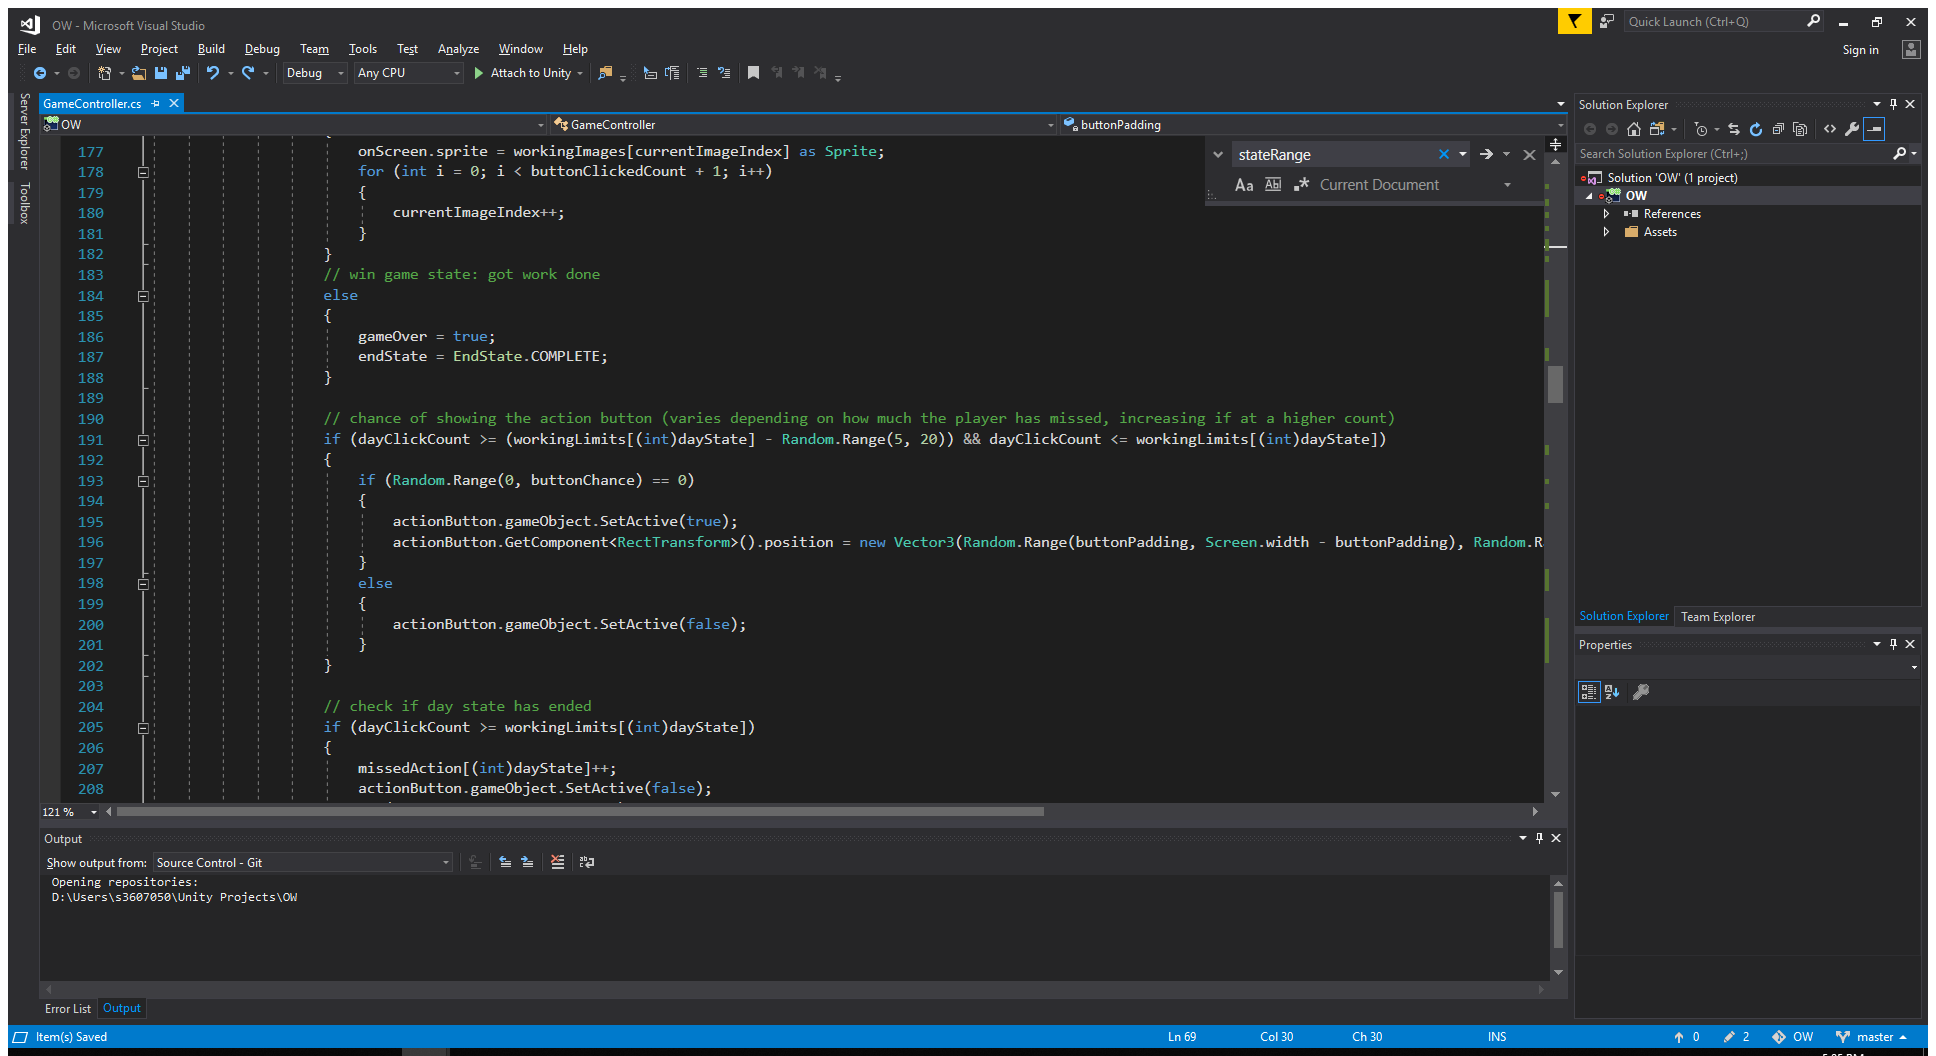 OW - Microsoft Visual Studio
Quick Launch (Ctrl+Q)
File Edit View Project Build Debug Team Tools Test Analyze Window Help
Sign in
Debug Any CPU Attach to Unity
Server Explorer
Toolbox
GameController.cs
OW GameController buttonPadding
stateRange
Aa Abl Current Document
177 onScreen.sprite = workingImages[currentImageIndex] as Sprite;
178 for (int i = 0; i < buttonClickedCount + 1; i++)
179 {
180 currentImageIndex++;
181 }
182 }
183 // win game state: got work done
184 else
185 {
186 gameOver = true;
187 endState = EndState.COMPLETE;
188 }
189
190 // chance of showing the action button (varies depending on how much the player has missed, increasing if at a higher count)
191 if (dayClickCount >= (workingLimits[(int)dayState] - Random.Range(5, 20)) && dayClickCount <= workingLimits[(int)dayState])
192 {
193 if (Random.Range(0, buttonChance) == 0)
194 {
195 actionButton.gameObject.SetActive(true);
196 actionButton.GetComponent<RectTransform>().position = new Vector3(Random.Range(buttonPadding, Screen.width - buttonPadding), Random.R
197 }
198 else
199 {
200 actionButton.gameObject.SetActive(false);
201 }
202 }
203
204 // check if day state has ended
205 if (dayClickCount >= workingLimits[(int)dayState])
206 {
207 missedAction[(int)dayState]++;
208 actionButton.gameObject.SetActive(false);
121 %
Solution Explorer
Search Solution Explorer (Ctrl+;)
Solution 'OW' (1 project)
OW
References
Assets
Solution Explorer Team Explorer
Properties
Output
Show output from: Source Control - Git
Opening repositories:
D:\Users\s3607050\Unity Projects\OW
Error List Output
Item(s) Saved Ln 69 Col 30 Ch 30 INS 0 2 OW master